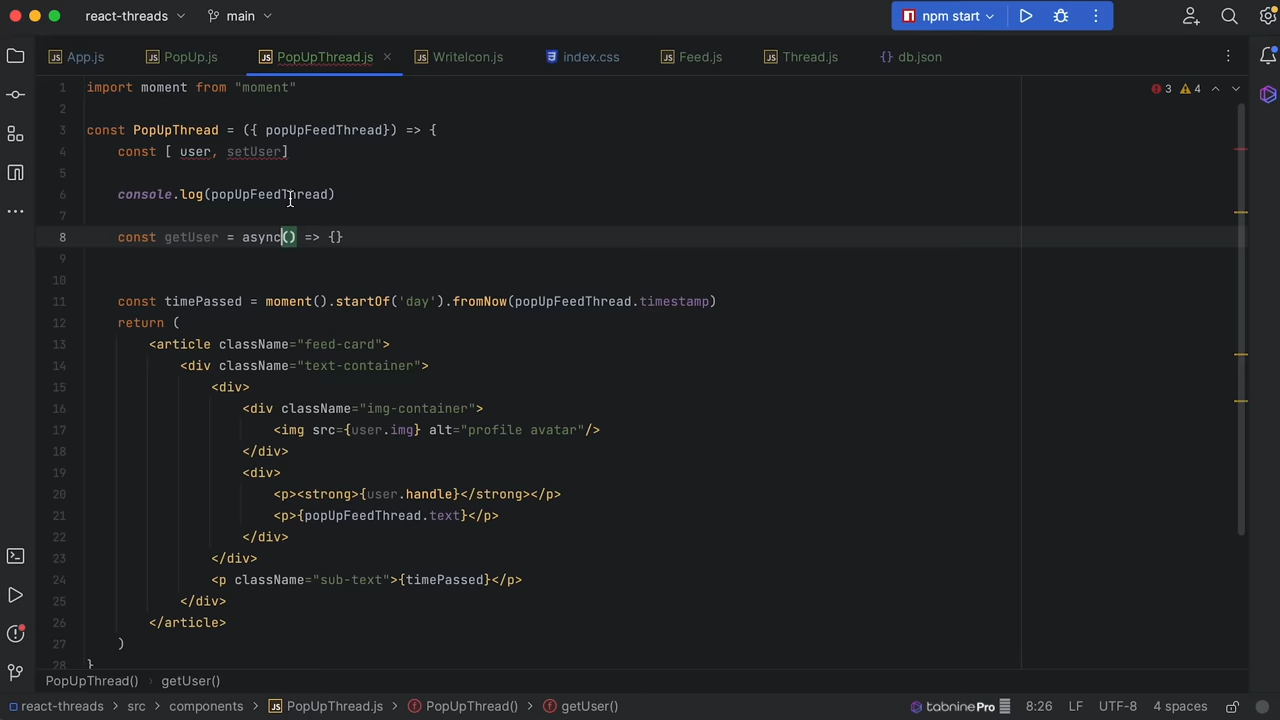 react-threads main npm start
App.js PopUp.js PopUpThread.js WriteIcon.js index.css Feed.js Thread.js db.json
1 import moment from "moment" 3 4
2
3 const PopUpThread = ({ popUpFeedThread}) => {
4 const [ user, setUser]
5
6 console.log(popUpFeedThread)
7
8 const getUser = async() => {}
9
10
11 const timePassed = moment().startOf('day').fromNow(popUpFeedThread.timestamp)
12 return (
13 <article className="feed-card">
14 <div className="text-container">
15 <div>
16 <div className="img-container">
17 <img src={user.img} alt="profile avatar"/>
18 </div>
19 <div>
20 <p><strong>{user.handle}</strong></p>
21 <p>{popUpFeedThread.text}</p>
22 </div>
23 </div>
24 <p className="sub-text">{timePassed}</p>
25 </div>
26 </article>
27 )
28 }
PopUpThread() getUser()
react-threads src components PopUpThread.js PopUpThread() getUser() tabnine Pro 8:26 LF UTF-8 4 spaces